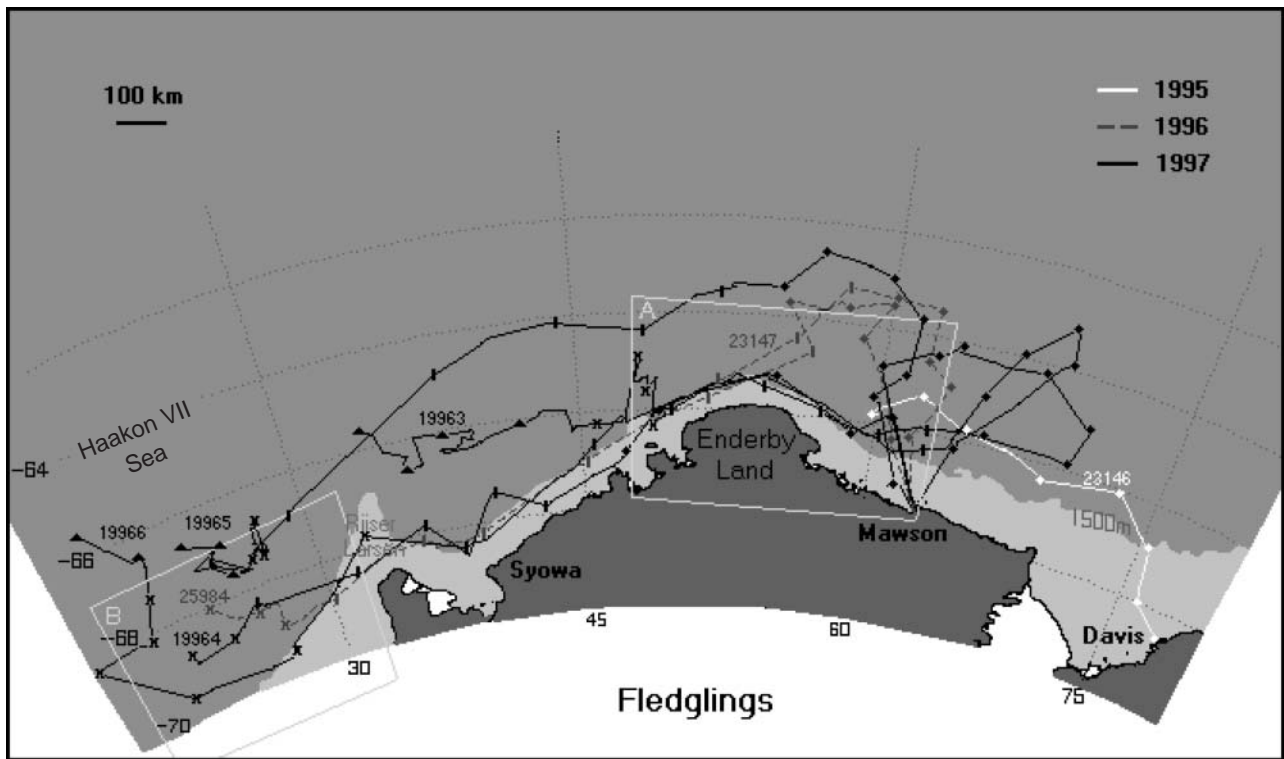 100 km
1995
1996
1997
A
23147
19963
Haakon VII
Sea
-64
Enderby
Land
23146
1500m
19966
19965
Riiser
Larsen
Mawson
-66
Syowa
25984
B
-68
19964
Davis
45
60
30
75
-70
Fledglings